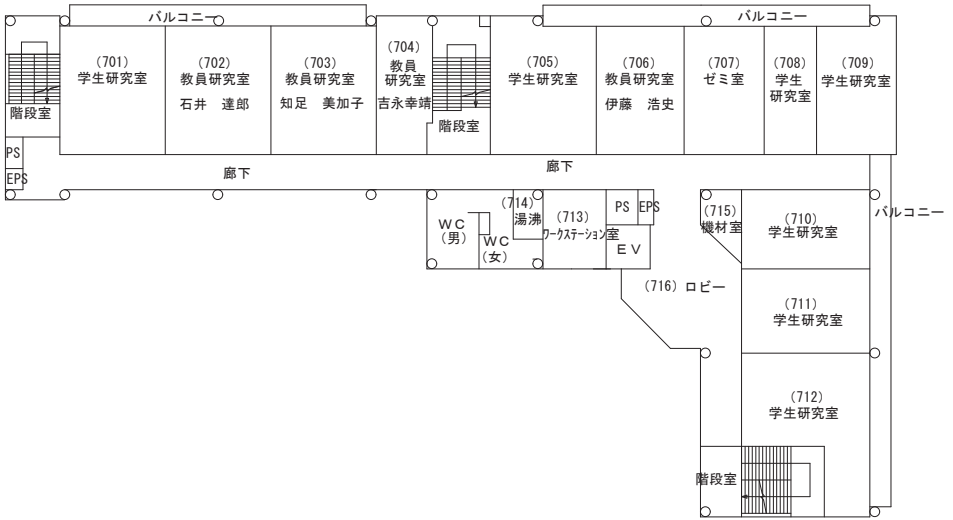 バルコニー
バルコニー
(701)
学生研究室
(702)
教員研究室
石井　達郎
(703)
教員研究室
知足　美加子
(704)
教員
研究室
吉永幸靖
(705)
学生研究室
(706)
教員研究室
伊藤　浩史
(707)
ゼミ室
(708)
学生
研究室
(709)
学生研究室
階段室
階段室
PS
EPS
廊下
廊下
WC
(男)
WC
(女)
(714)
湯沸
(713)
ワークステーション室
PS
EPS
EV
(715)
機材室
(710)
学生研究室
バルコニー
(716) ロビー
(711)
学生研究室
(712)
学生研究室
階段室